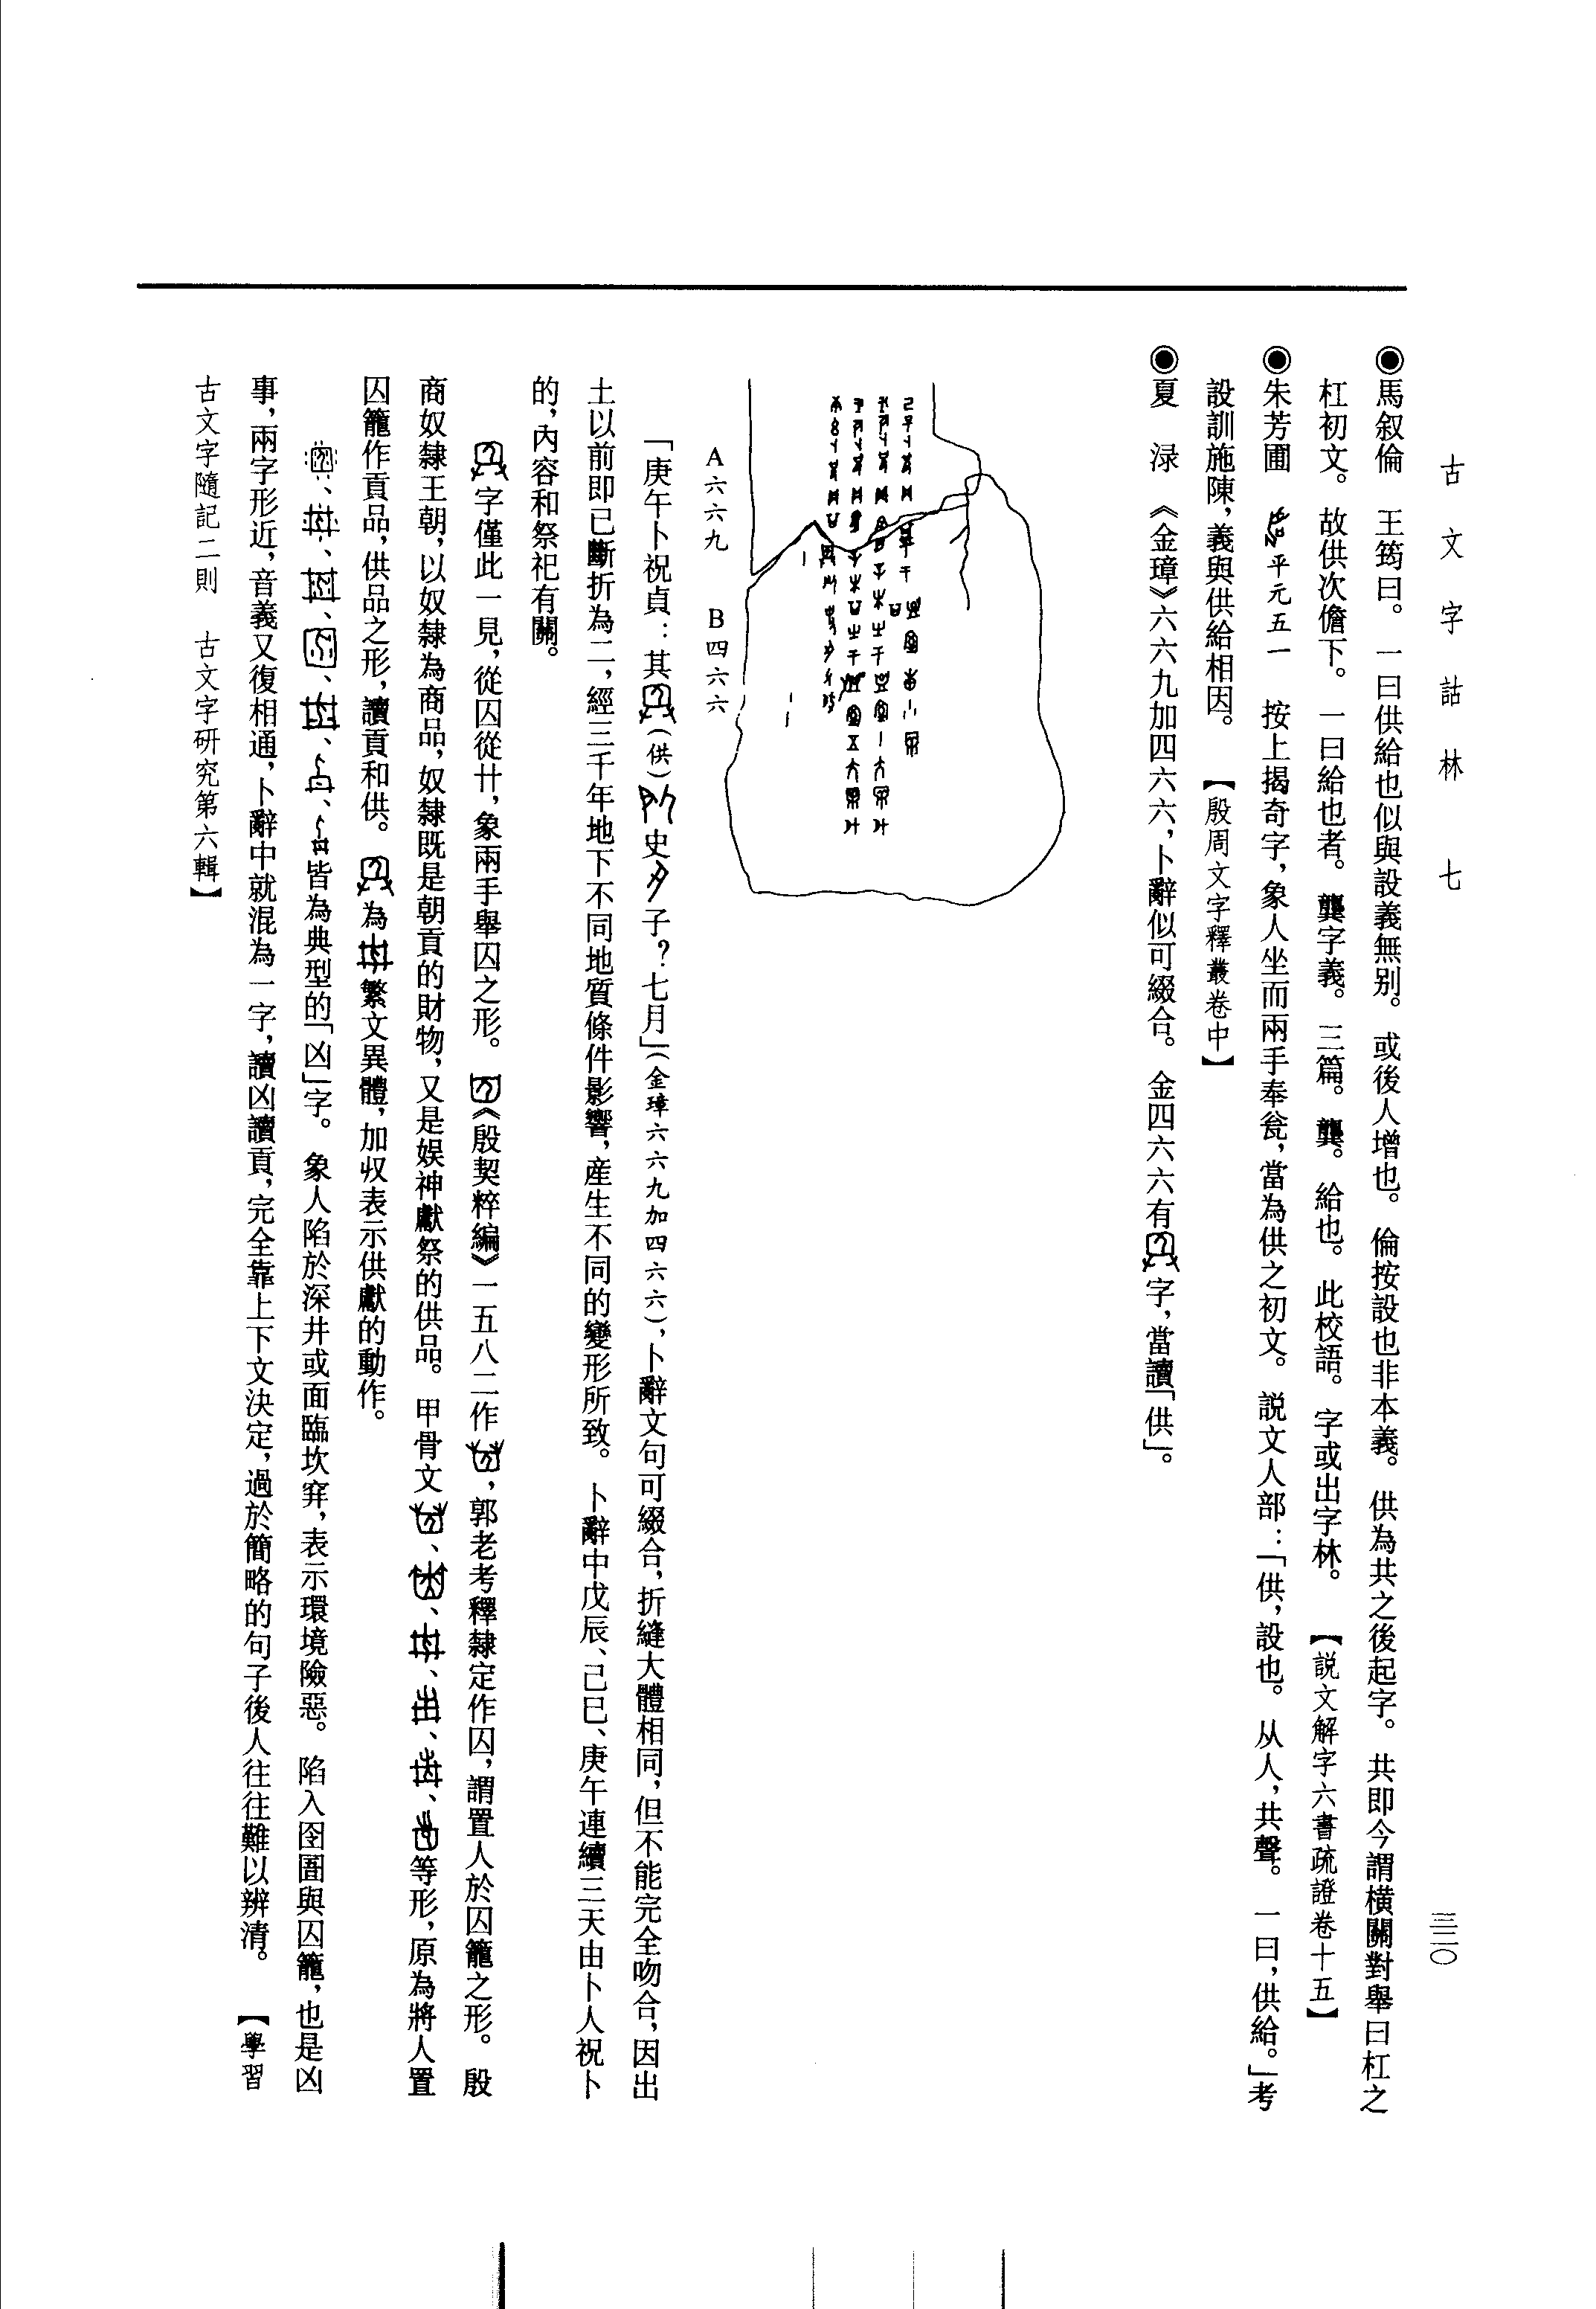 古文字詁林 七
三二〇
◉馬叙倫 王筠曰。一曰供給也似與設義無别。或後人增也。倫按設也非本義。供為共之後起字。共即今謂横關對舉曰杠之
杠初文。故供次儋下。一曰給也者。龔字義。三篇。龔。給也。此校語。字或出字林。【説文解字六書疏證卷十五】
◉朱芳圃 平元五一 按上揭奇字，象人坐而兩手奉瓮，當為供之初文。説文人部：「供，設也。从人，共聲。一曰，供給。」考
設訓施陳，義與供給相因。【殷周文字釋叢卷中】
◉夏 渌 《金璋》六六九加四六六，卜辭似可綴合。金四六六有字，當讀「供」。
A六六九 B四六六
「庚午卜祝貞：其（供）史子？七月」（金璋六六九加四六六），卜辭文句可綴合，折縫大體相同，但不能完全吻合，因出
土以前即已斷折為二，經三千年地下不同地質條件影響，産生不同的變形所致。卜辭中戊辰、己巳、庚午連續三天由卜人祝卜
的，內容和祭祀有關。
字僅此一見，從囚從廾，象兩手舉囚之形。《殷契粹編》一五八二作，郭老考釋隸定作囚，謂置人於囚籠之形。殷
商奴隸王朝，以奴隸為商品，奴隸既是朝貢的財物，又是娱神獻祭的供品。甲骨文、、、、、等形，原為將人置
囚籠作貢品，供品之形，讀貢和供。為繁文異體，加収表示供獻的動作。
、、、、、、皆為典型的「凶」字。象人陷於深井或面臨坎穽，表示環境險惡。陷入囹圄與囚籠，也是凶
事，兩字形近，音義又復相通，卜辭中就混為一字，讀凶讀貢，完全靠上下文決定，過於簡略的句子後人往往難以辨清。【學習
古文字隨記二則 古文字研究第六輯】